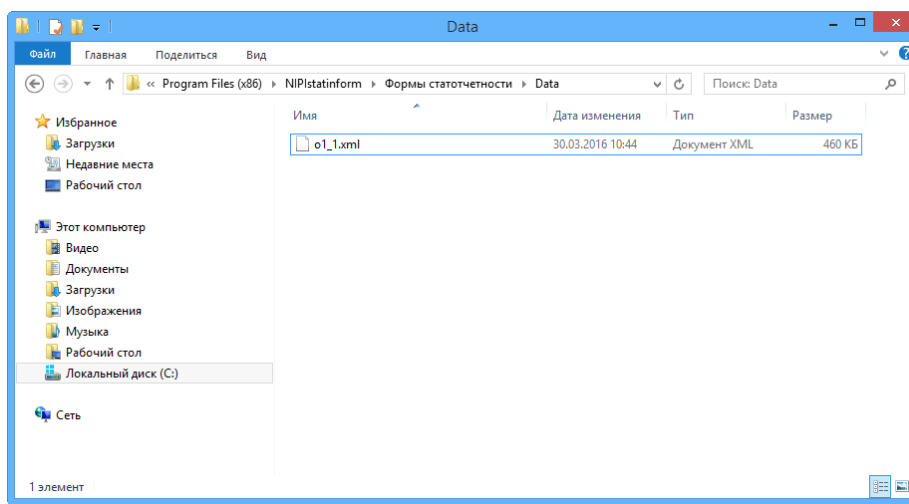 Data
Файл Главная Поделиться Вид
« Program Files (x86) NIPIstatinform Формы статотчетности Data Поиск: Data
Имя Дата изменения Тип Размер
o1_1.xml 30.03.2016 10:44 Документ XML 460 КБ
Избранное
Загрузки
Недавние места
Рабочий стол
Этот компьютер
Видео
Документы
Загрузки
Изображения
Музыка
Рабочий стол
Локальный диск (C:)
Сеть
1 элемент